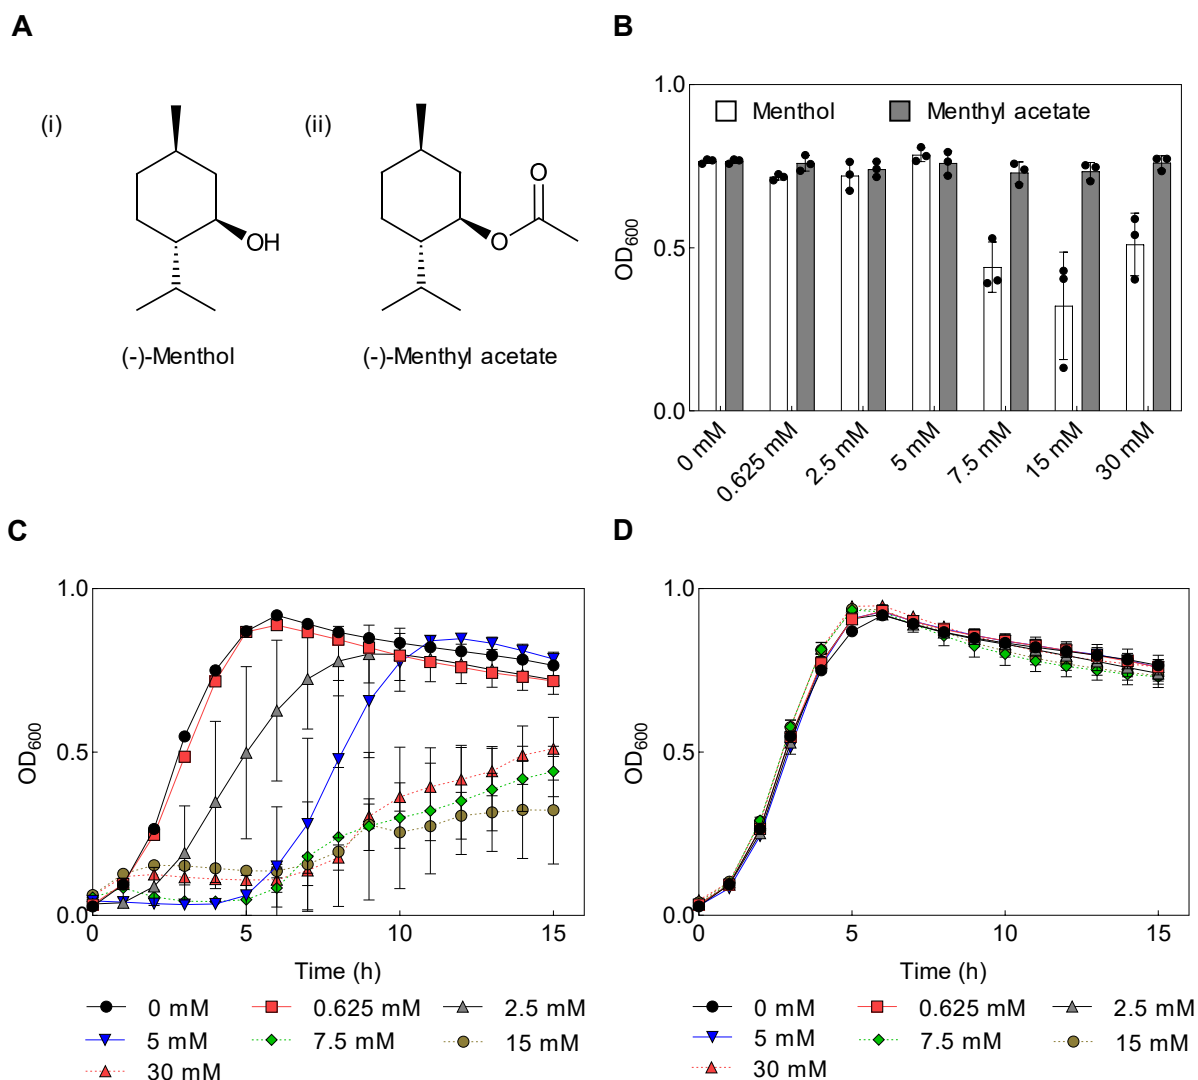 A
B
(i)
(ii)
OH
O
O
(-)-Menthol
(-)-Menthyl acetate
1.0
0.5
0.0
OD600
Menthol
Menthyl acetate
0 mM
0.625 mM
2.5 mM
5 mM
7.5 mM
15 mM
30 mM
C
1.0
0.5
0.0
OD600
0 5 10 15
Time (h)
0 mM 0.625 mM 2.5 mM
5 mM 7.5 mM 15 mM
30 mM
D
1.0
0.5
0.0
OD600
0 5 10 15
Time (h)
0 mM 0.625 mM 2.5 mM
5 mM 7.5 mM 15 mM
30 mM